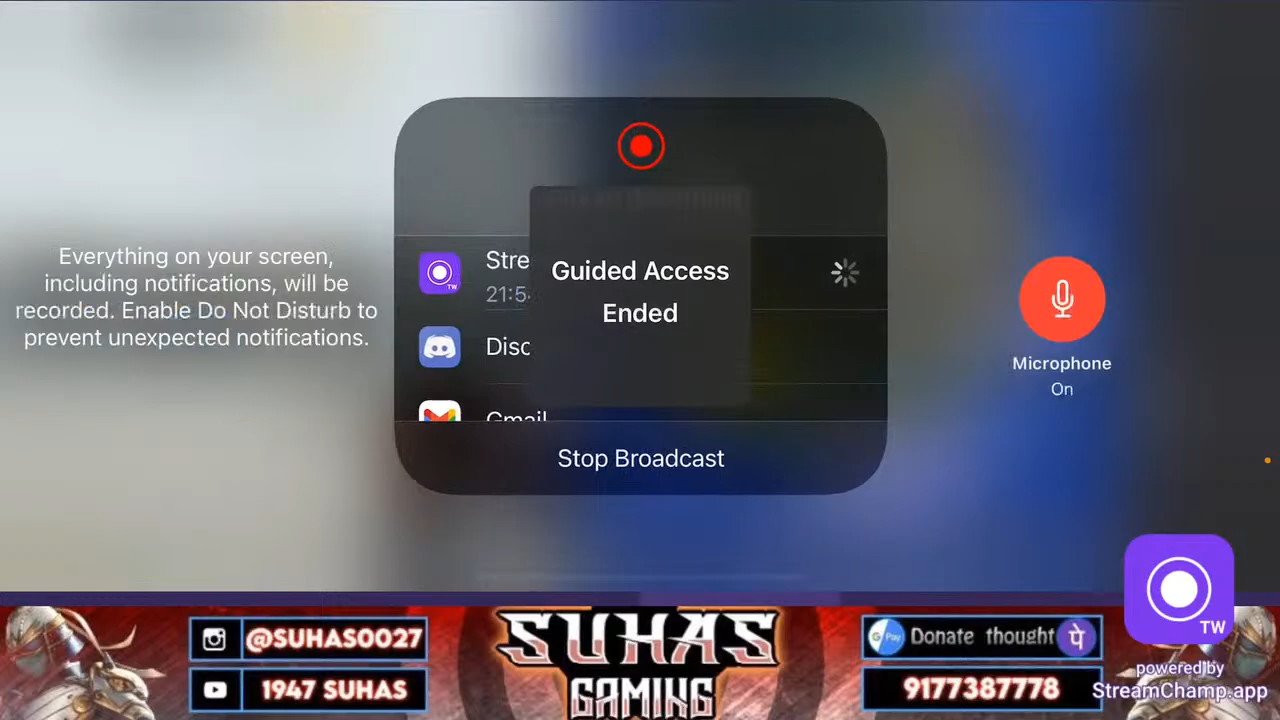 Everything on your screen,
including notifications, will be
recorded. Enable Do Not Disturb to
prevent unexpected notifications.
Stre
21:54
Disc
Gmail
Guided Access
Ended
Stop Broadcast
Microphone
On
TW
powered by
StreamChamp.app
@SUHAS0027
1947 SUHAS
SUHAS
GAMING
G Pay Donate thought पे
9177387778